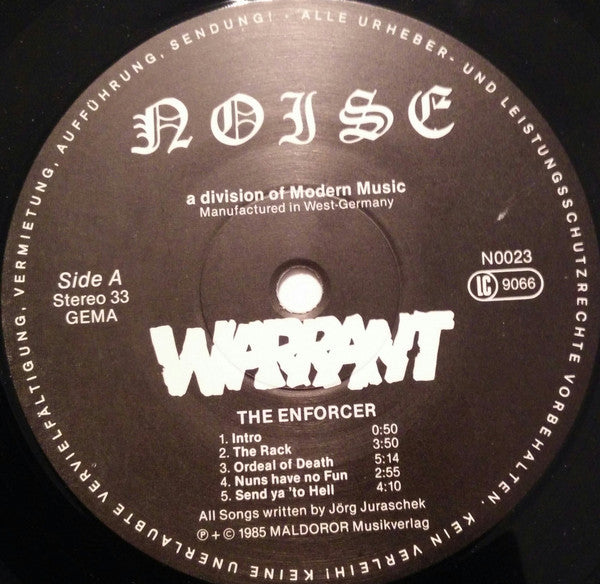 ALLE URHEBER- UND LEISTUNGSSCHUTZRECHTE VORBEHALTEN. KEIN VERLEIH! KEINE UNERLAUBTE VERVIELFÄLTIGUNG, VERMIETUNG, AUFFÜHRUNG, SENDUNG! ·
NOISE
a division of Modern Music
Manufactured in West-Germany
Side A
Stereo 33
GEMA
N0023
LC 9066
WARRANT
THE ENFORCER
1. Intro 0:50
2. The Rack 3:50
3. Ordeal of Death 5:14
4. Nuns have no Fun 2:55
5. Send ya 'to Hell 4:10
All Songs written by Jörg Juraschek
℗ + © 1985 MALDOROR Musikverlag